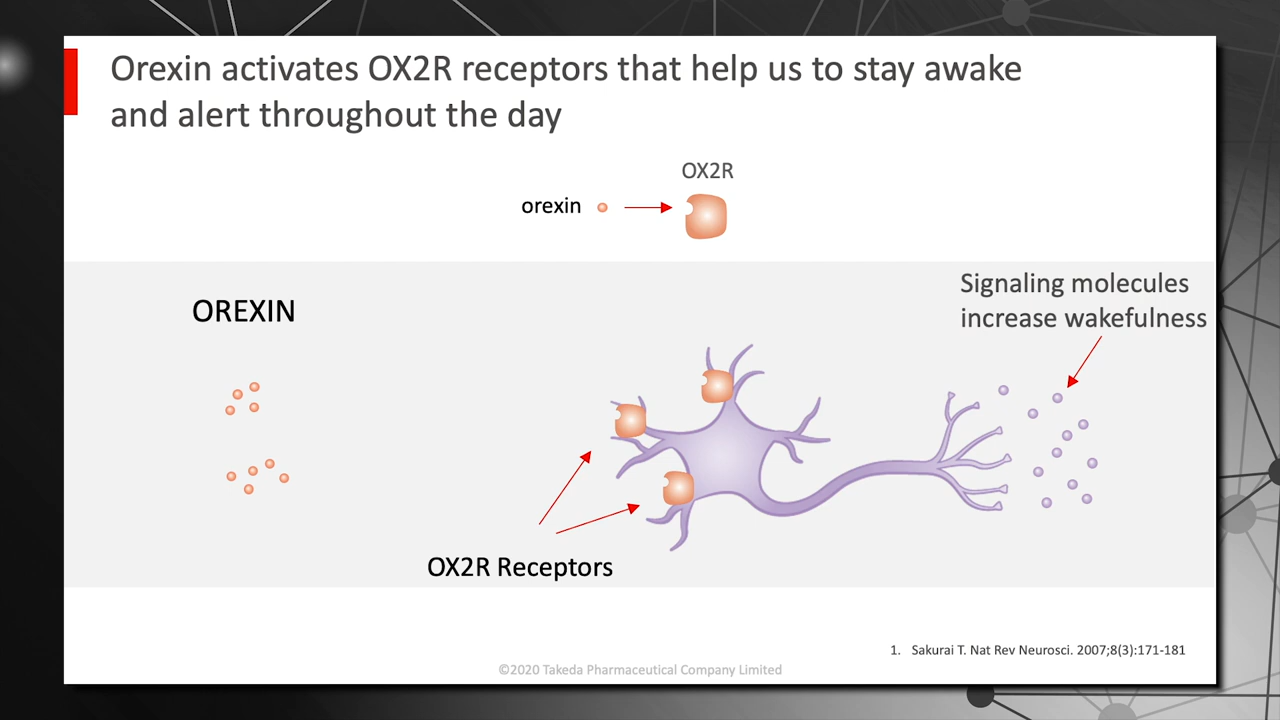 Orexin activates OX2R receptors that help us to stay awake
and alert throughout the day
OX2R
orexin
OREXIN
Signaling molecules
increase wakefulness
OX2R Receptors
1. Sakurai T. Nat Rev Neurosci. 2007;8(3):171-181
©2020 Takeda Pharmaceutical Company Limited